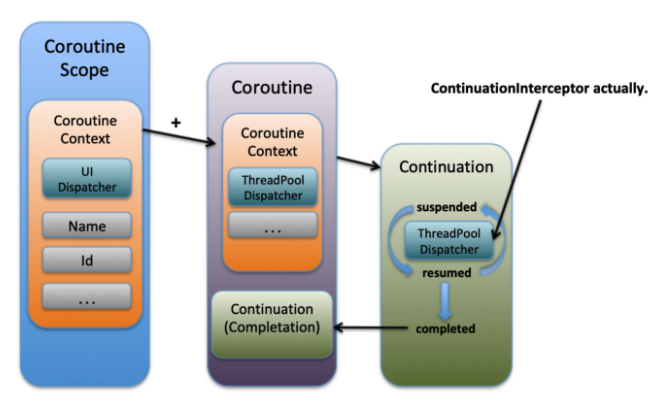 Coroutine
Scope
Coroutine
Context
UI
Dispatcher
Name
Id
...
+
Coroutine
Coroutine
Context
ThreadPool
Dispatcher
...
Continuation
(Completation)
ContinuationInterceptor actually.
Continuation
suspended
ThreadPool
Dispatcher
resumed
completed